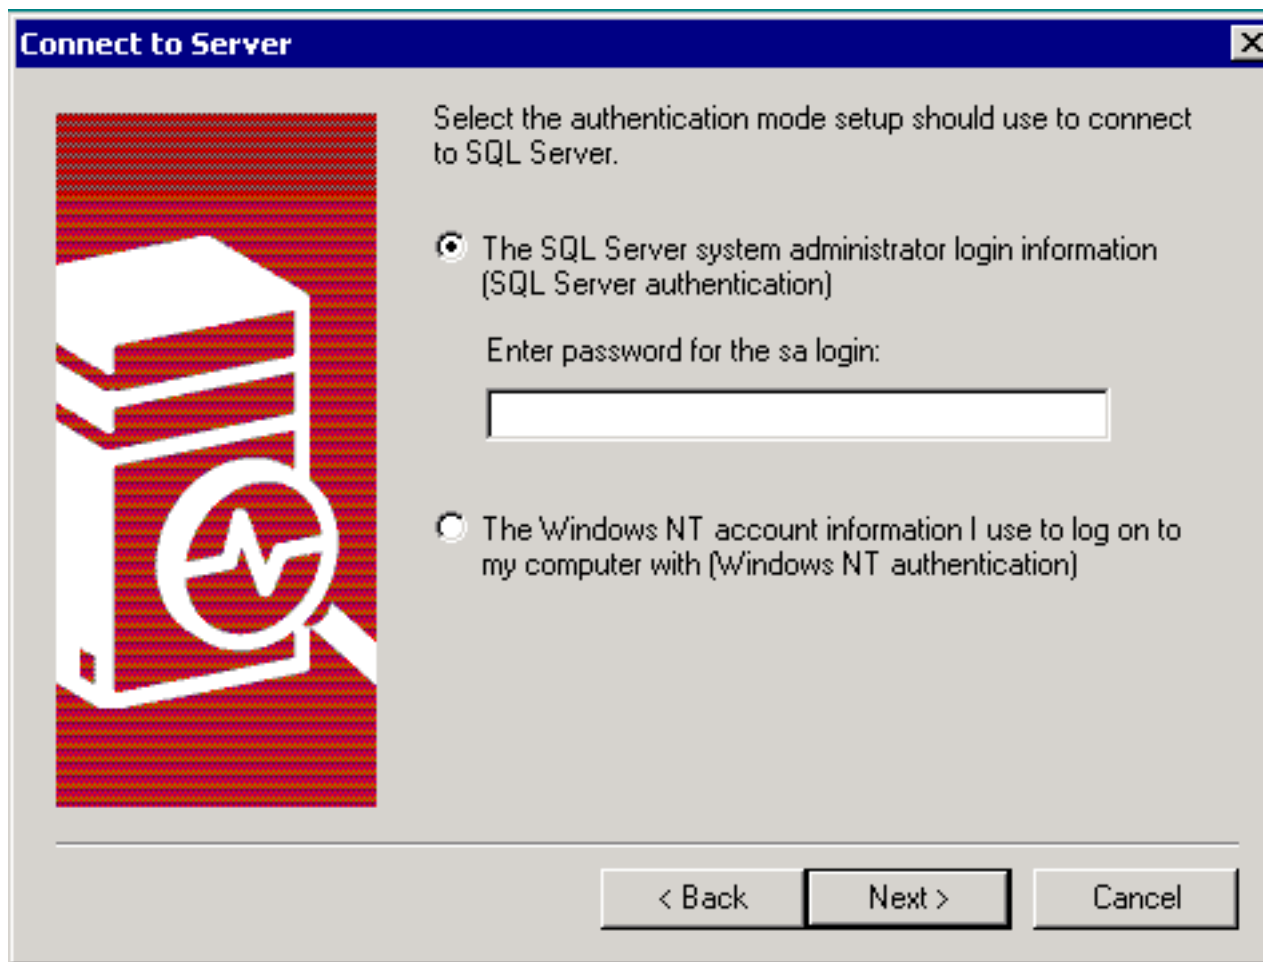 Connect to Server
Select the authentication mode setup should use to connect
to SQL Server.
The SQL Server system administrator login information
(SQL Server authentication)
Enter password for the sa login:
The Windows NT account information I use to log on to
my computer with (Windows NT authentication)
< Back
Next >
Cancel